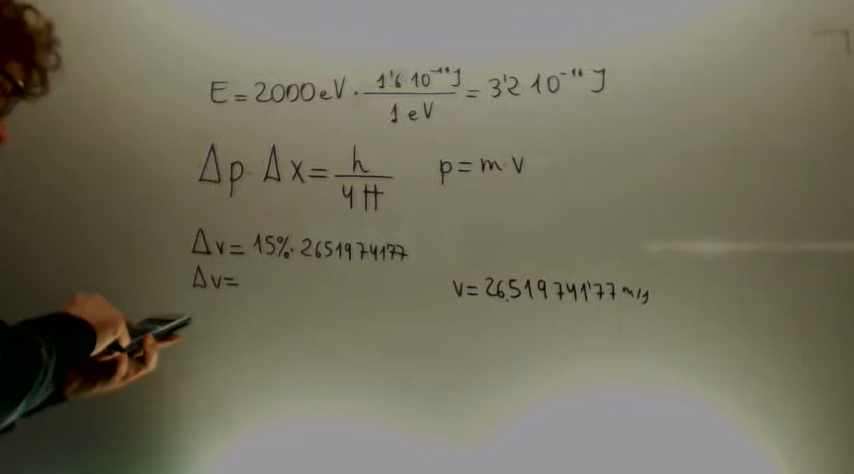 E = 2000 eV · 1'6 10⁻¹⁹ J / 1 eV = 3'2 · 10⁻¹⁶ J
Δp · Δx = h / 4π p = m · v
Δv = 15% · 2651974177
Δv =
v = 26519741'77 m/s